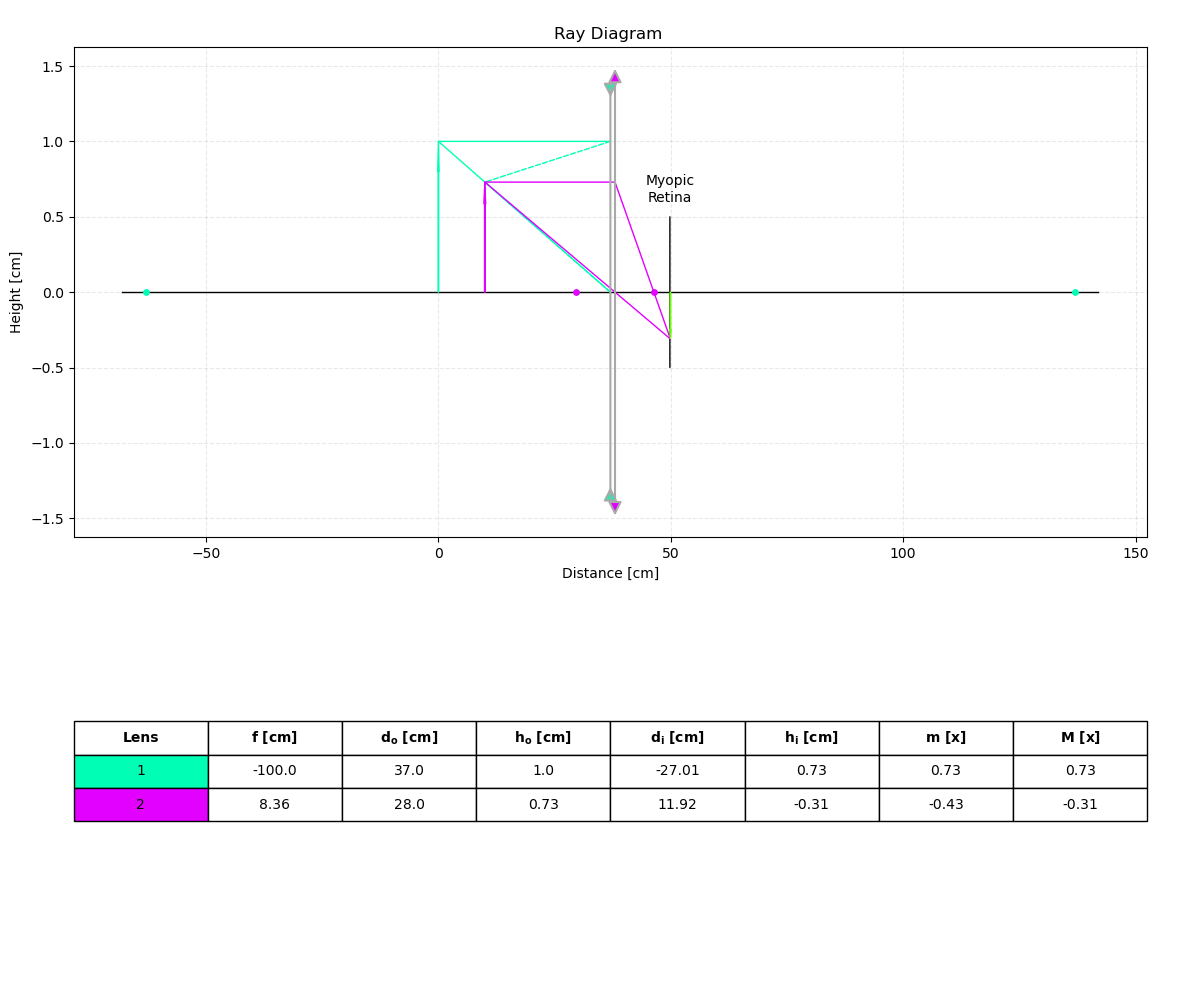 Ray Diagram
1.5
1.0
0.5
0.0
−0.5
−1.0
−1.5
Height [cm]
Myopic
Retina
−50 0 50 100 150
Distance [cm]
Lens f [cm] dₒ [cm] hₒ [cm] dᵢ [cm] hᵢ [cm] m [x] M [x]
1 -100.0 37.0 1.0 -27.01 0.73 0.73 0.73
2 8.36 28.0 0.73 11.92 -0.31 -0.43 -0.31